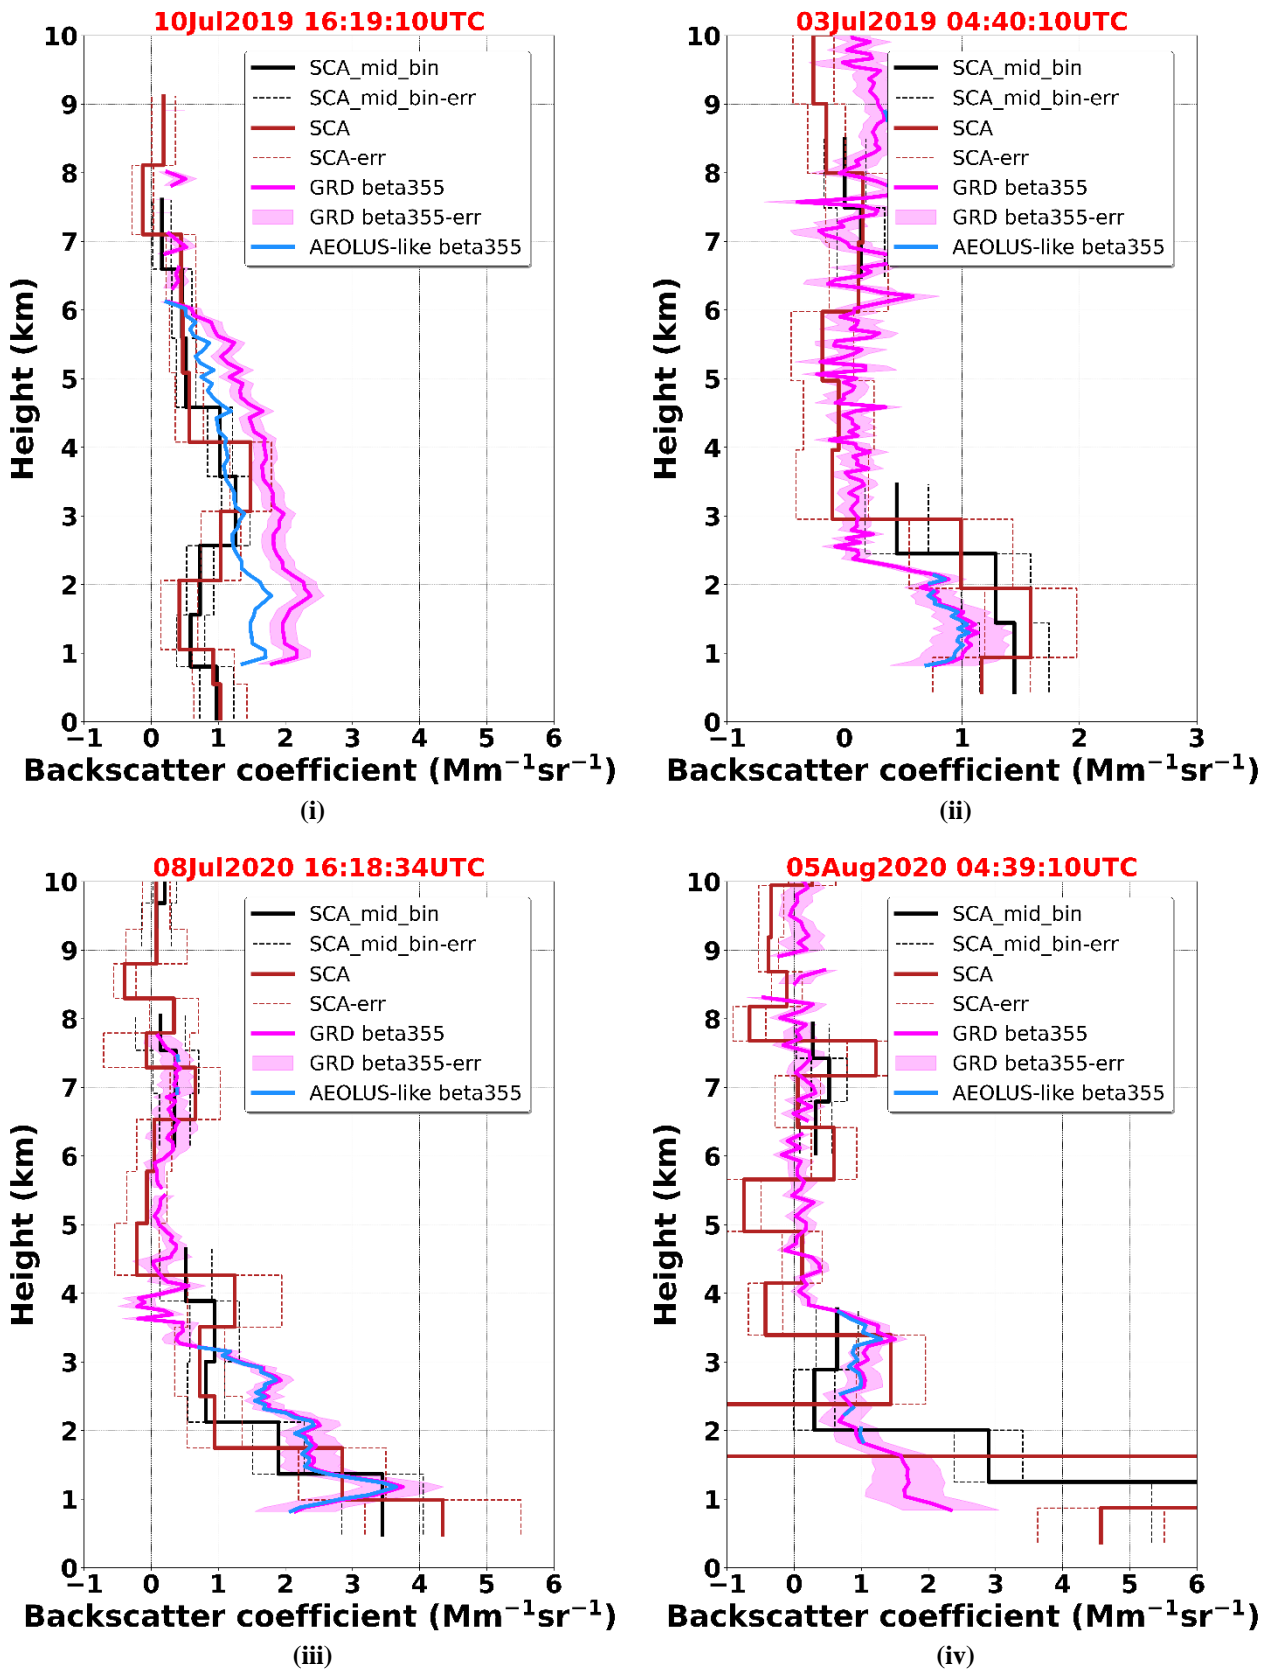 10Jul2019 16:19:10UTC
10
9
8
7
6
5
4
3
2
1
0
Height (km)
SCA_mid_bin
SCA_mid_bin-err
SCA
SCA-err
GRD beta355
GRD beta355-err
AEOLUS-like beta355
−1 0 1 2 3 4 5 6
Backscatter coefficient (Mm⁻¹sr⁻¹)
(i)
03Jul2019 04:40:10UTC
10
9
8
7
6
5
4
3
2
1
0
Height (km)
SCA_mid_bin
SCA_mid_bin-err
SCA
SCA-err
GRD beta355
GRD beta355-err
AEOLUS-like beta355
−1 0 1 2 3
Backscatter coefficient (Mm⁻¹sr⁻¹)
(ii)
08Jul2020 16:18:34UTC
10
9
8
7
6
5
4
3
2
1
0
Height (km)
SCA_mid_bin
SCA_mid_bin-err
SCA
SCA-err
GRD beta355
GRD beta355-err
AEOLUS-like beta355
−1 0 1 2 3 4 5 6
Backscatter coefficient (Mm⁻¹sr⁻¹)
(iii)
05Aug2020 04:39:10UTC
10
9
8
7
6
5
4
3
2
1
0
Height (km)
SCA_mid_bin
SCA_mid_bin-err
SCA
SCA-err
GRD beta355
GRD beta355-err
AEOLUS-like beta355
−1 0 1 2 3 4 5 6
Backscatter coefficient (Mm⁻¹sr⁻¹)
(iv)